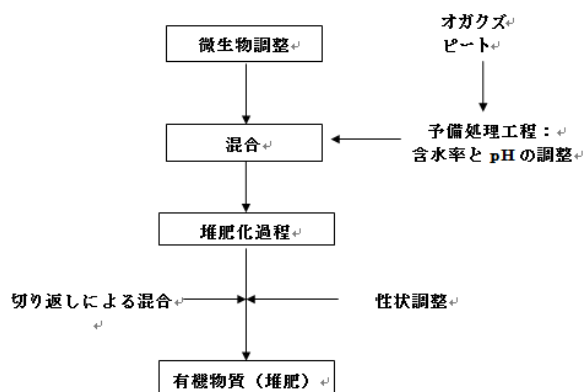 オガクズ
ピート
微生物調整
混合
予備処理工程：
含水率と pH の調整
堆肥化過程
切り返しによる混合
性状調整
有機物質（堆肥）